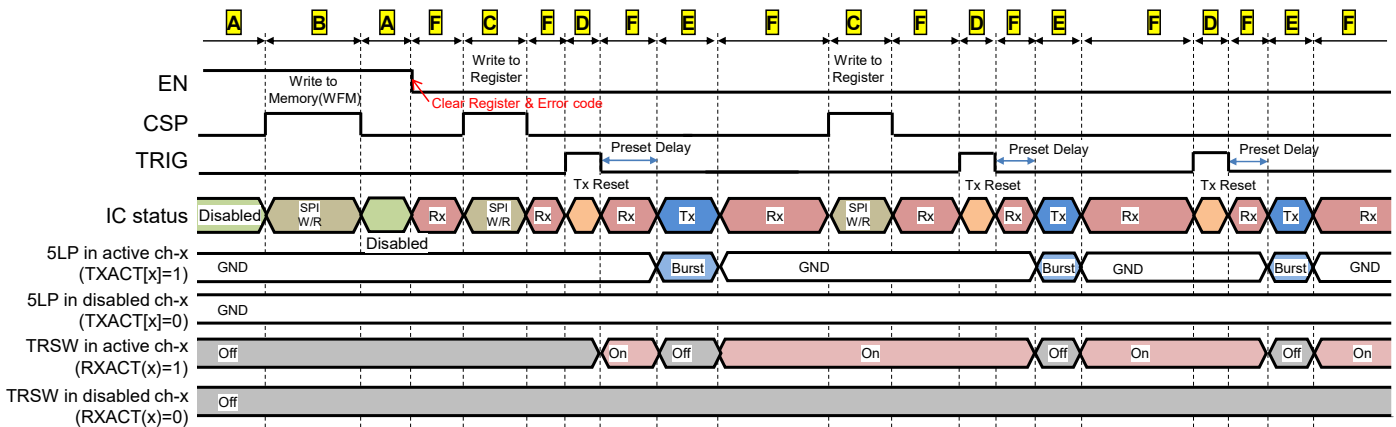 A B A F C F D F E F C F D F E F D F E F
Write to Register Write to Register
EN Write to Memory(WFM)
Clear Register & Error code
CSP
Preset Delay Preset Delay Preset Delay
TRIG
Tx Reset Tx Reset Tx Reset
IC status Disabled SPI W/R Rx SPI W/R Rx Rx Tx Rx SPI W/R Rx Rx Tx Rx Rx Tx Rx
Disabled
5LP in active ch-x
(TXACT[x]=1) GND Burst GND Burst GND Burst GND
5LP in disabled ch-x
(TXACT[x]=0) GND
TRSW in active ch-x
(RXACT(x)=1) Off On Off On Off On Off On
TRSW in disabled ch-x
(RXACT(x)=0) Off